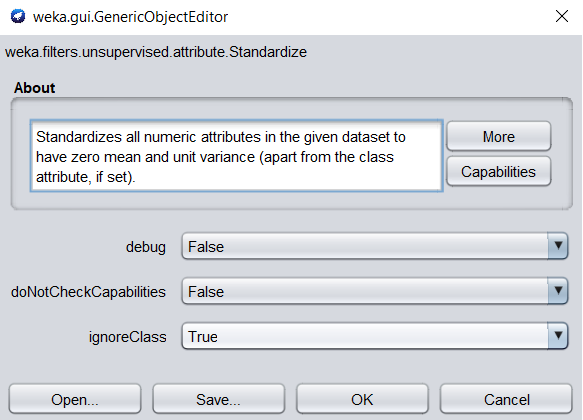 weka.gui.GenericObjectEditor
weka.filters.unsupervised.attribute.Standardize
About
Standardizes all numeric attributes in the given dataset to
have zero mean and unit variance (apart from the class
attribute, if set).
More
Capabilities
debug False
doNotCheckCapabilities False
ignoreClass True
Open... Save... OK Cancel